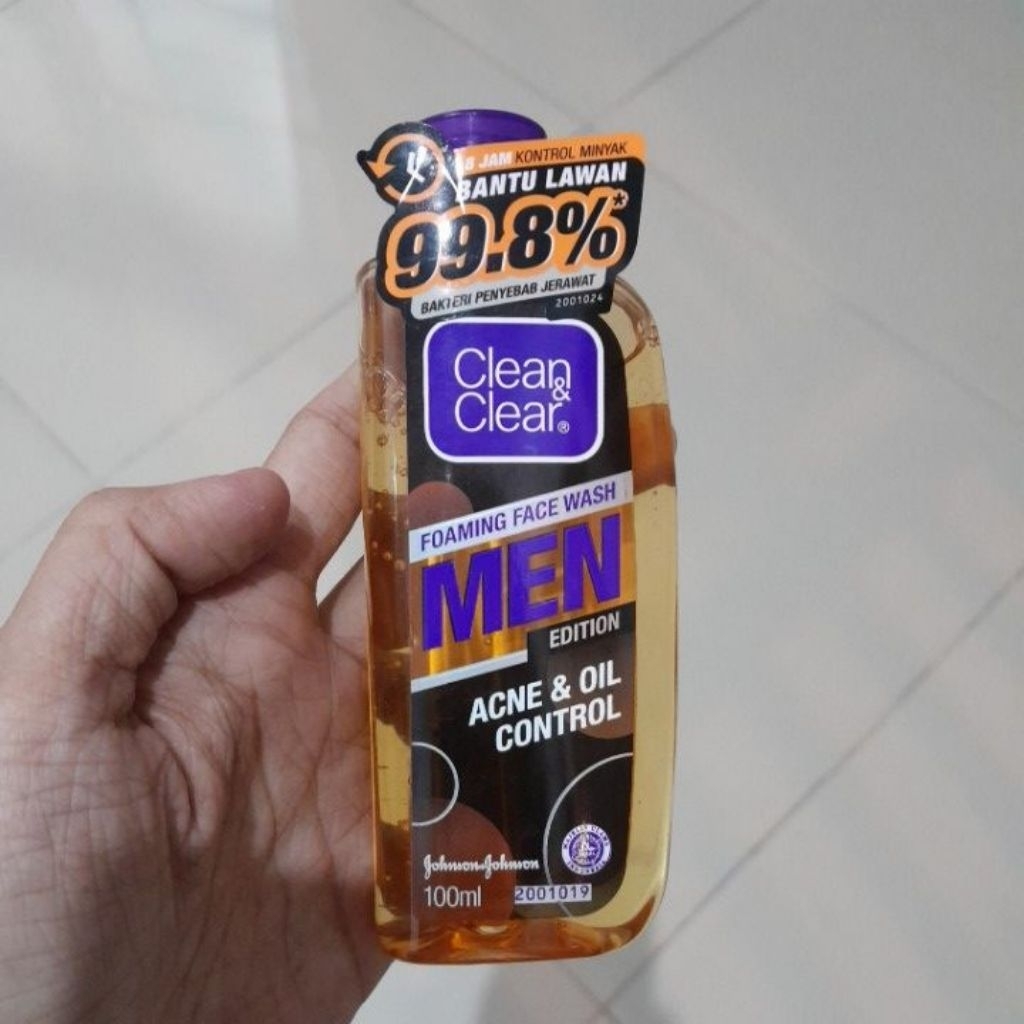 8 JAM KONTROL MINYAK
BANTU LAWAN
99.8%*
BAKTERI PENYEBAB JERAWAT
2001024
Clean
&
Clear®
FOAMING FACE WASH
MEN
EDITION
ACNE & OIL
CONTROL
Johnson & Johnson
100ml
2001019